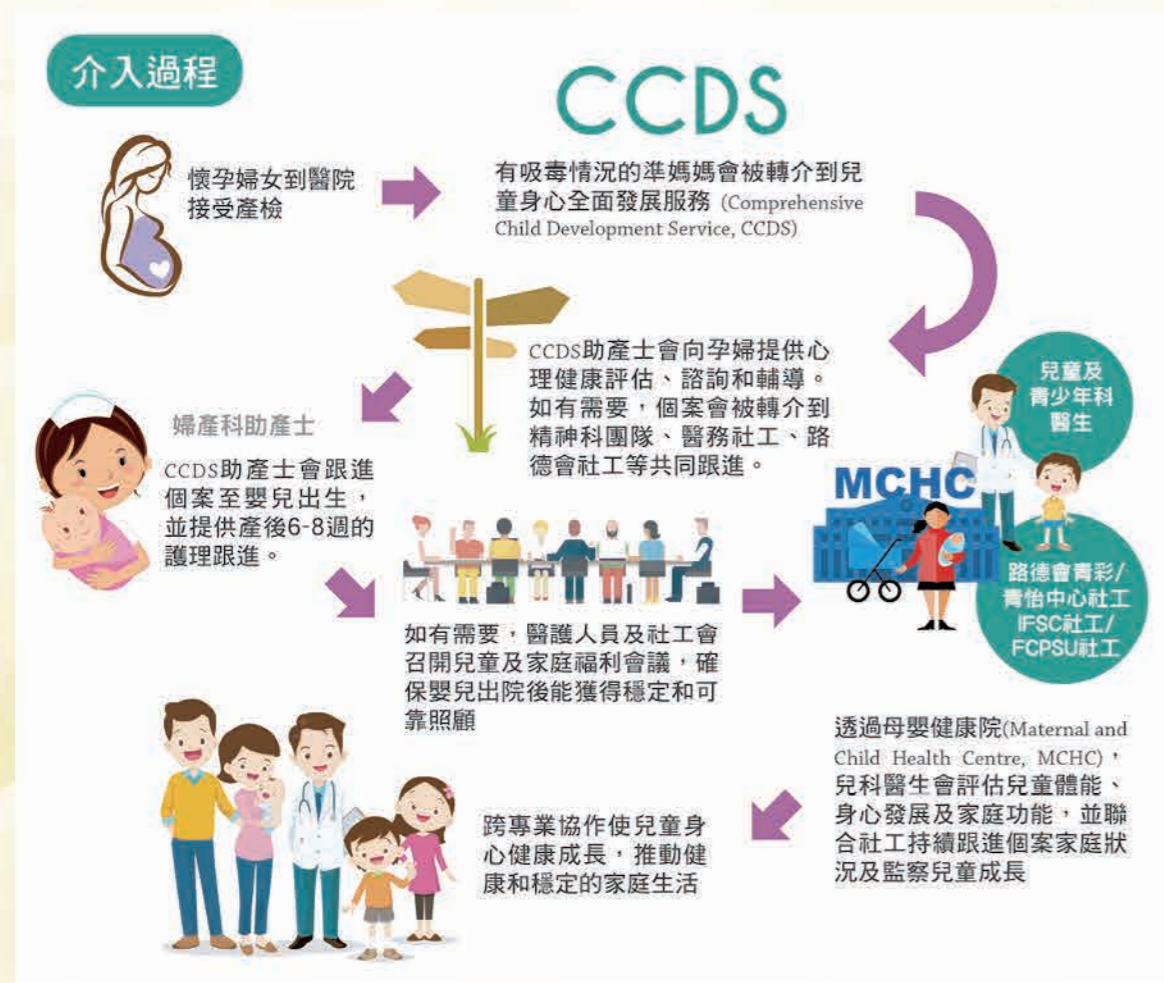 介入過程
CCDS
懷孕婦女到醫院
接受產檢
有吸毒情況的準媽媽會被轉介到兒
童身心全面發展服務 (Comprehensive
Child Development Service, CCDS)
CCDS助產士會向孕婦提供心
理健康評估、諮詢和輔導。
如有需要，個案會被轉介到
精神科團隊、醫務社工、路
德會社工等共同跟進。
婦產科助產士
CCDS助產士會跟進
個案至嬰兒出生，
並提供產後6-8週的
護理跟進。
如有需要，醫護人員及社工會
召開兒童及家庭福利會議，確
保嬰兒出院後能獲得穩定和可
靠照顧
兒童及
青少年科
醫生
MCHC
路德會青彩/
青怡中心社工
IFSC社工/
FCPSU社工
透過母嬰健康院(Maternal and
Child Health Centre, MCHC)，
兒科醫生會評估兒童體能、
身心發展及家庭功能，並聯
合社工持續跟進個案家庭狀
況及監察兒童成長
跨專業協作使兒童身
心健康成長，推動健
康和穩定的家庭生活